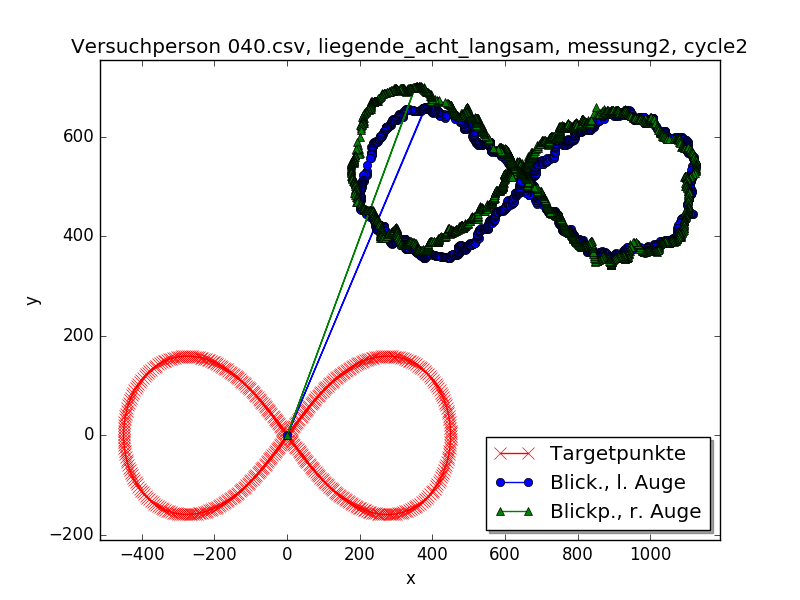 Versuchperson 040.csv, liegende_acht_langsam, messung2, cycle2
600
400
200
0
−200
y
−400 −200 0 200 400 600 800 1000
x
Targetpunkte
Blick., l. Auge
Blickp., r. Auge